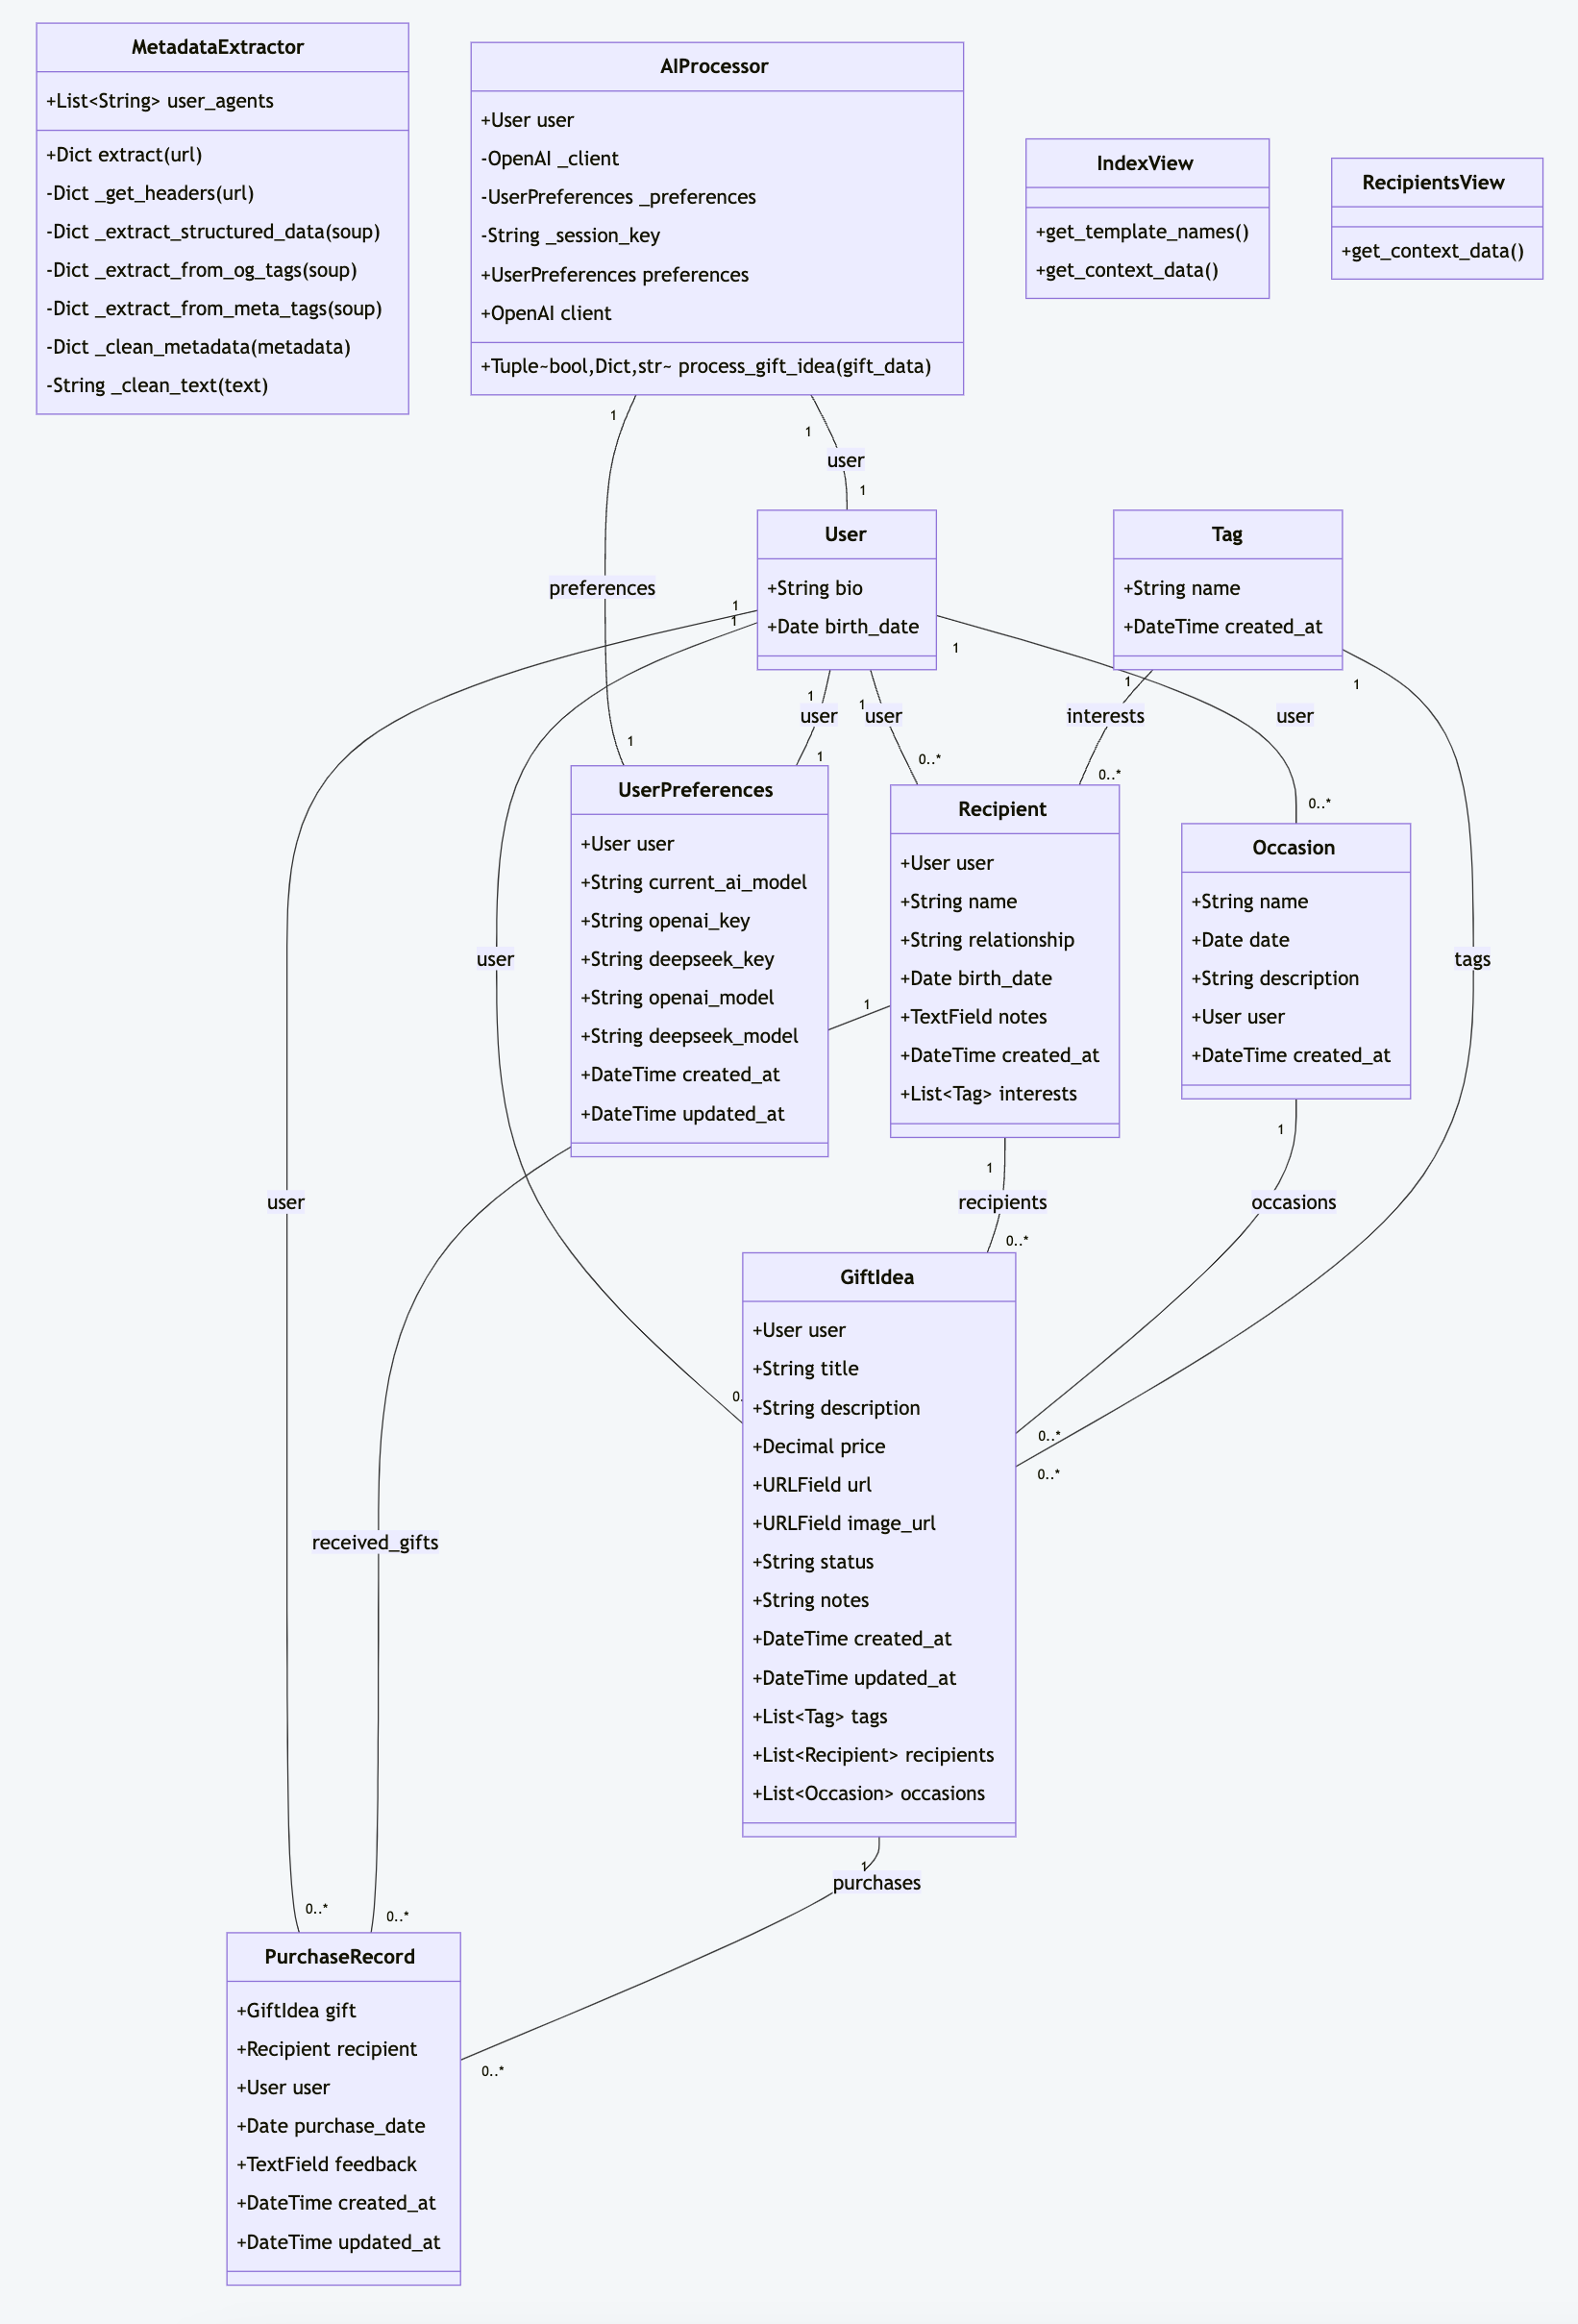 MetadataExtractor
+List<String> user_agents
+Dict extract(url)
-Dict _get_headers(url)
-Dict _extract_structured_data(soup)
-Dict _extract_from_og_tags(soup)
-Dict _extract_from_meta_tags(soup)
-Dict _clean_metadata(metadata)
-String _clean_text(text)
AIProcessor
+User user
-OpenAI _client
-UserPreferences _preferences
-String _session_key
+UserPreferences preferences
+OpenAI client
+Tuple~bool,Dict,str~ process_gift_idea(gift_data)
IndexView
+get_template_names()
+get_context_data()
RecipientsView
+get_context_data()
1
1
user
1
preferences
1
User
+String bio
+Date birth_date
Tag
+String name
+DateTime created_at
1
1
1
1
1
1
1
user
user
interests
user
1
0..*
0..*
0..*
UserPreferences
+User user
+String current_ai_model
+String openai_key
+String deepseek_key
+String openai_model
+String deepseek_model
+DateTime created_at
+DateTime updated_at
Recipient
+User user
+String name
+String relationship
+Date birth_date
+TextField notes
+DateTime created_at
+List<Tag> interests
Occasion
+String name
+Date date
+String description
+User user
+DateTime created_at
user
tags
1
1
1
user
recipients
occasions
0..*
GiftIdea
+User user
+String title
+String description
+Decimal price
+URLField url
+URLField image_url
+String status
+String notes
+DateTime created_at
+DateTime updated_at
+List<Tag> tags
+List<Recipient> recipients
+List<Occasion> occasions
0.
0..*
0..*
received_gifts
1
purchases
0..*
0..*
0..*
PurchaseRecord
+GiftIdea gift
+Recipient recipient
+User user
+Date purchase_date
+TextField feedback
+DateTime created_at
+DateTime updated_at